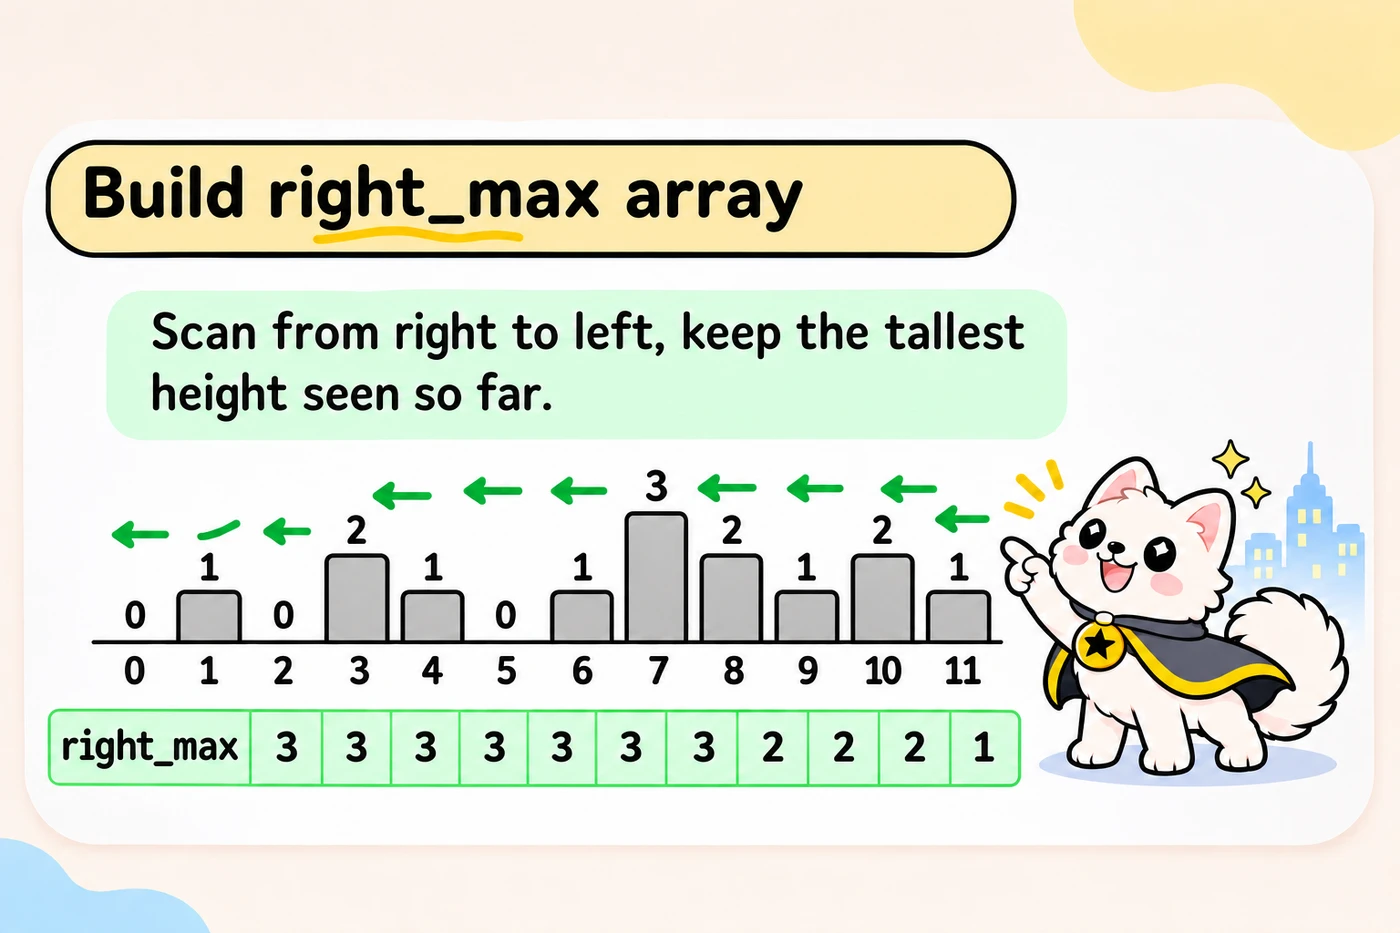 Build right_max array
Scan from right to left, keep the tallest
height seen so far.
0 1 0 2 1 0 1 3 2 1 2 1
0 1 2 3 4 5 6 7 8 9 10 11
right_max 3 3 3 3 3 3 3 2 2 2 1